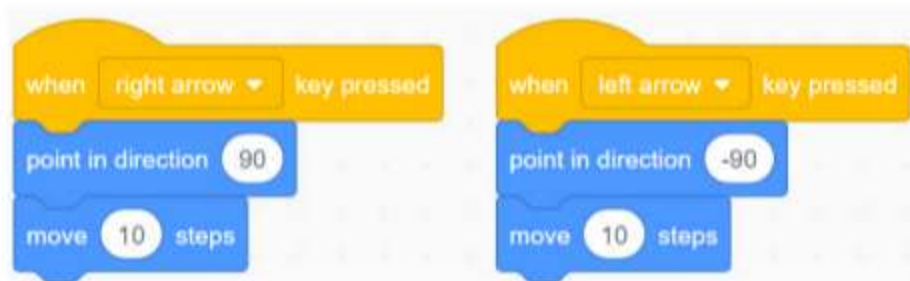 when right arrow key pressed
point in direction 90
move 10 steps
when left arrow key pressed
point in direction -90
move 10 steps